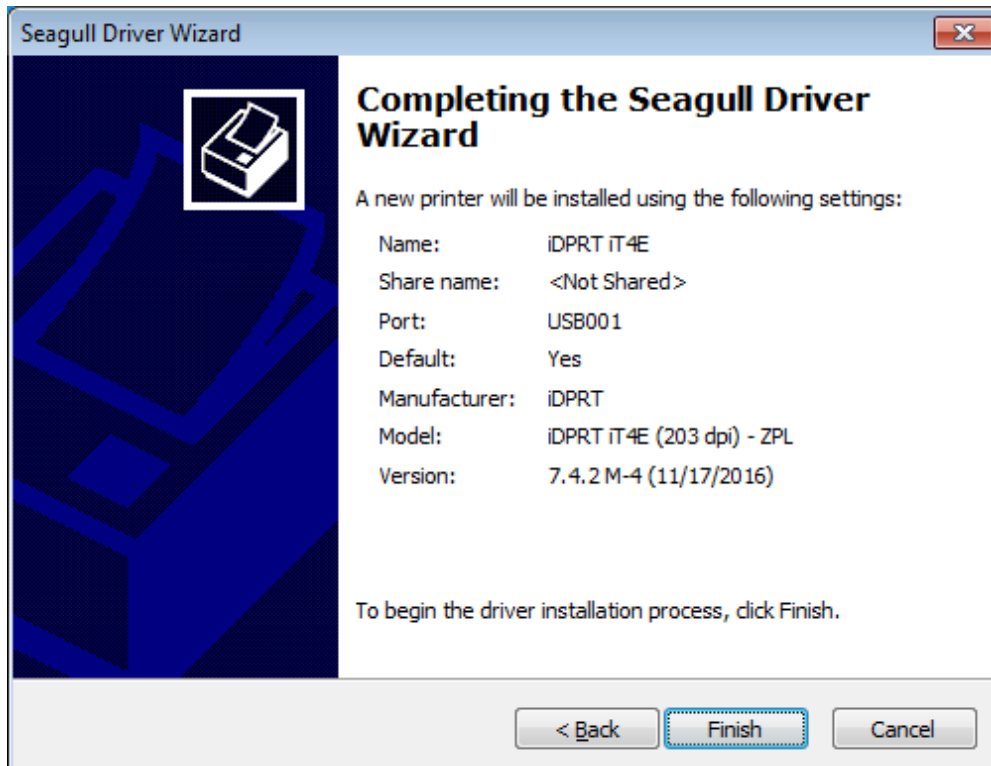 Seagull Driver Wizard
Completing the Seagull Driver
Wizard
A new printer will be installed using the following settings:
Name: iDPRT iT4E
Share name: <Not Shared>
Port: USB001
Default: Yes
Manufacturer: iDPRT
Model: iDPRT iT4E (203 dpi) - ZPL
Version: 7.4.2 M-4 (11/17/2016)
To begin the driver installation process, click Finish.
< Back Finish Cancel